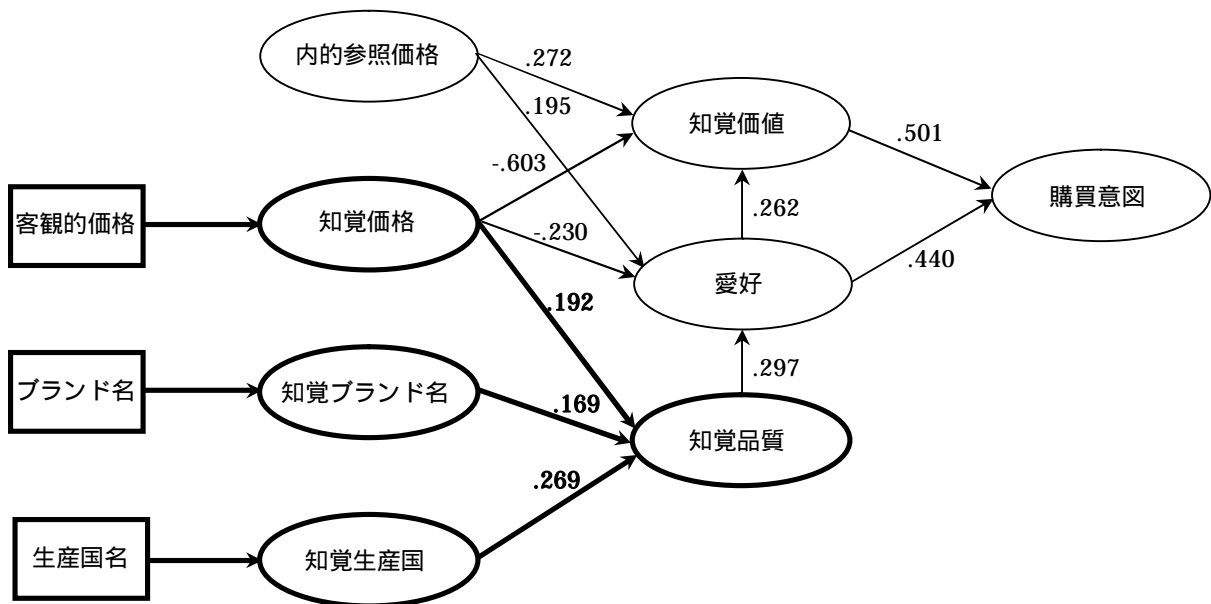 内的参照価格
.272
.195
知覚価値
.501
-.603
購買意図
客観的価格
知覚価格
.262
-.230
愛好
.440
.192
.297
ブランド名
知覚ブランド名
.169
知覚品質
.269
生産国名
知覚生産国